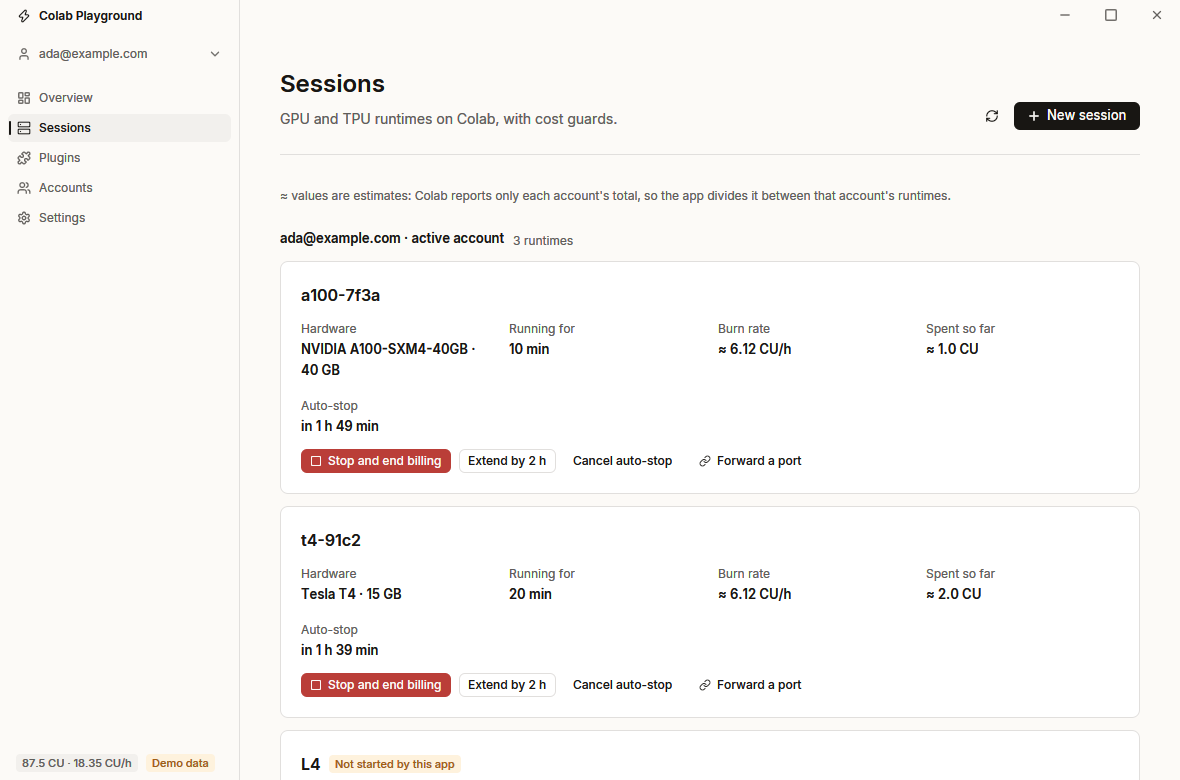 Colab Playground
ada@example.com
Overview
Sessions
Plugins
Accounts
Settings
87.5 CU · 18.35 CU/h
Demo data
Sessions
GPU and TPU runtimes on Colab, with cost guards.
New session
≈ values are estimates: Colab reports only each account's total, so the app divides it between that account's runtimes.
ada@example.com · active account 3 runtimes
a100-7f3a
Hardware Running for Burn rate Spent so far
NVIDIA A100-SXM4-40GB · 10 min ≈ 6.12 CU/h ≈ 1.0 CU
40 GB
Auto-stop
in 1 h 49 min
Stop and end billing Extend by 2 h Cancel auto-stop Forward a port
t4-91c2
Hardware Running for Burn rate Spent so far
Tesla T4 · 15 GB 20 min ≈ 6.12 CU/h ≈ 2.0 CU
Auto-stop
in 1 h 39 min
Stop and end billing Extend by 2 h Cancel auto-stop Forward a port
L4 Not started by this app